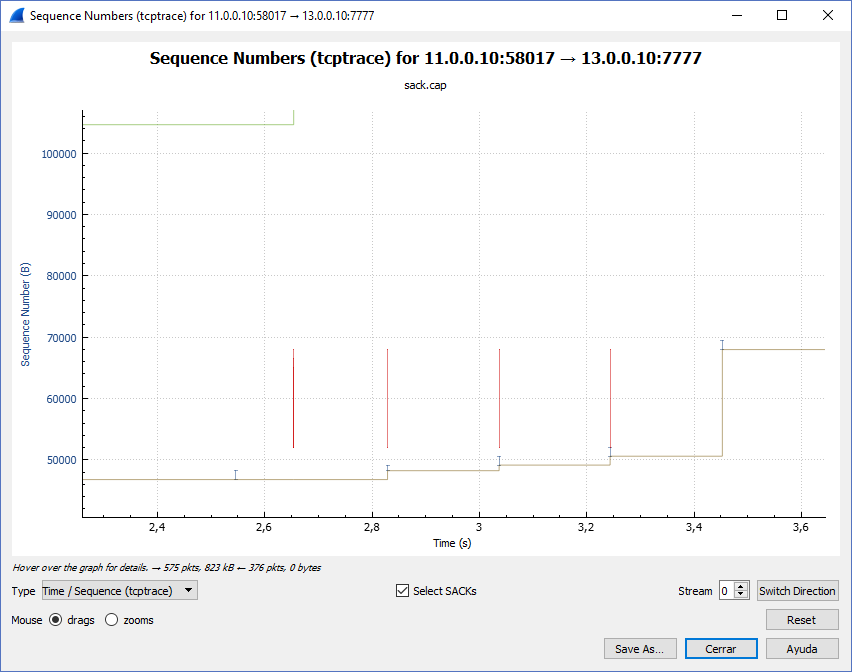 Sequence Numbers (tcptrace) for 11.0.0.10:58017 → 13.0.0.10:7777
Sequence Numbers (tcptrace) for 11.0.0.10:58017 → 13.0.0.10:7777
sack.cap
100000
90000
80000
70000
60000
50000
Sequence Number (B)
2,4 2,6 2,8 3 3,2 3,4 3,6
Time (s)
Hover over the graph for details. → 575 pkts, 823 kB ← 376 pkts, 0 bytes
Type Time / Sequence (tcptrace) Select SACKs Stream 0 Switch Direction
Mouse drags zooms Reset
Save As... Cerrar Ayuda